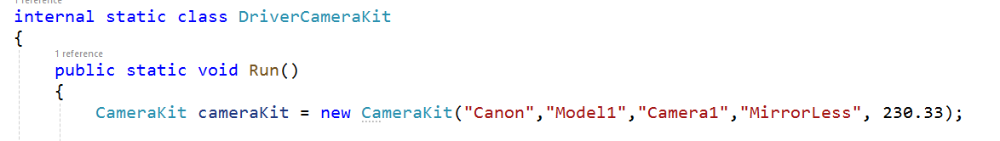 1 reference
internal static class DriverCameraKit
{
1 reference
public static void Run()
{
CameraKit cameraKit = new CameraKit("Canon","Model1","Camera1","MirrorLess", 230.33);